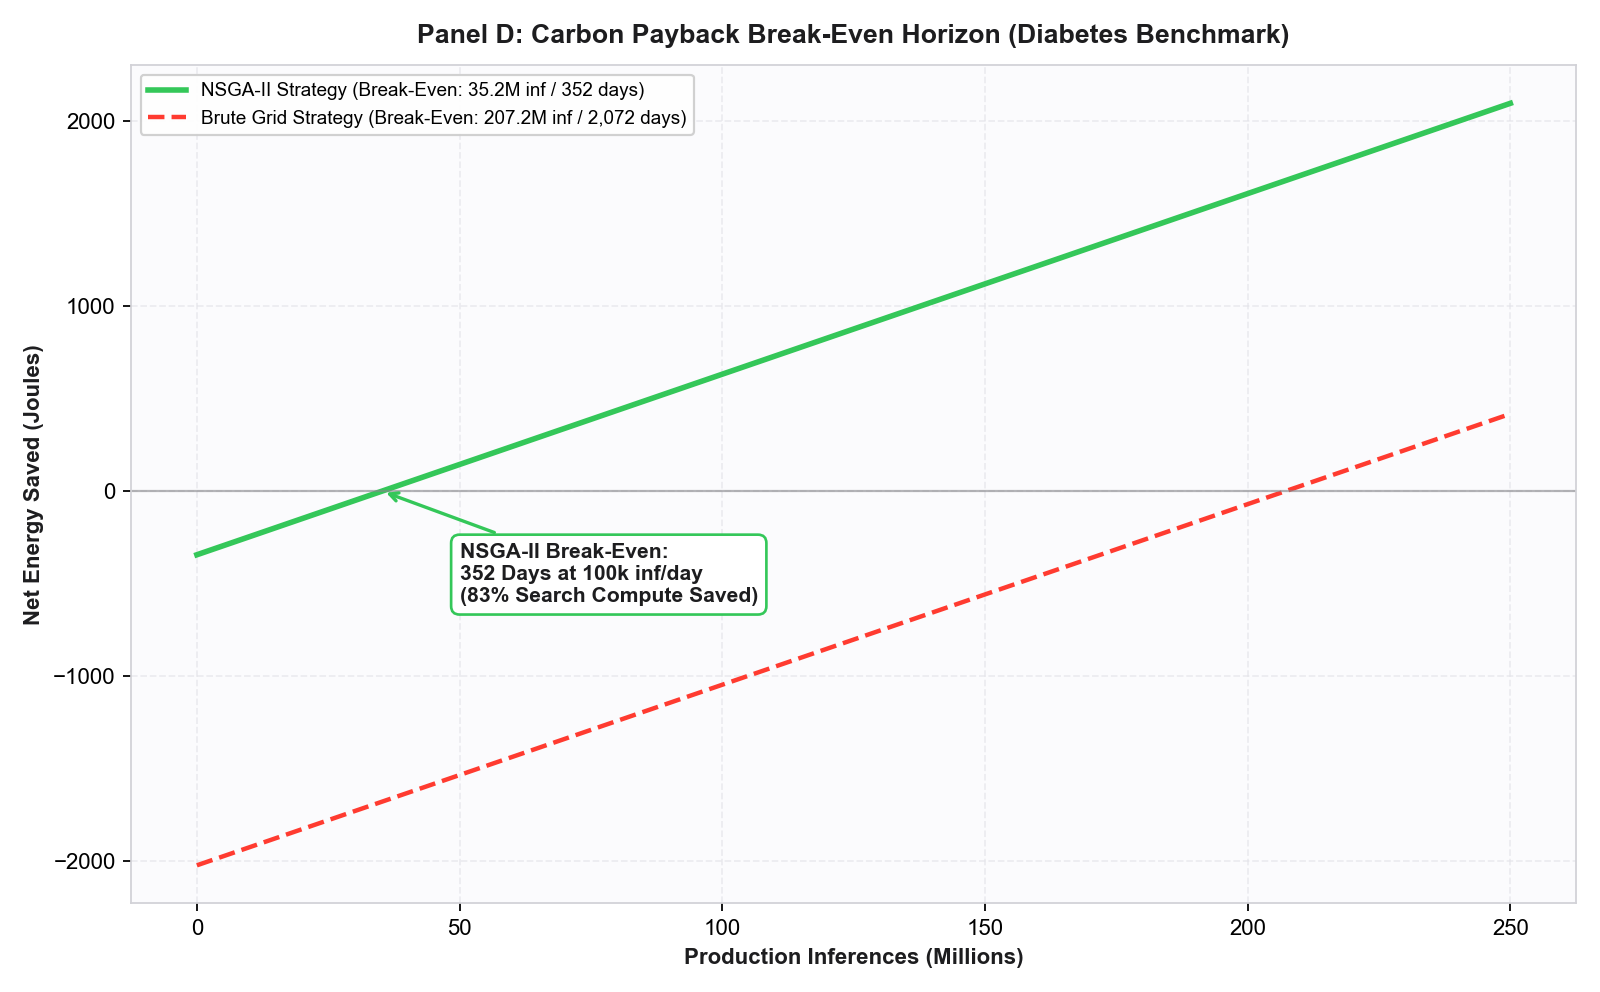 Panel D: Carbon Payback Break-Even Horizon (Diabetes Benchmark)
NSGA-II Strategy (Break-Even: 35.2M inf / 352 days)
Brute Grid Strategy (Break-Even: 207.2M inf / 2,072 days)
Net Energy Saved (Joules)
2000
1000
0
−1000
−2000
NSGA-II Break-Even:
352 Days at 100k inf/day
(83% Search Compute Saved)
0
50
100
150
200
250
Production Inferences (Millions)